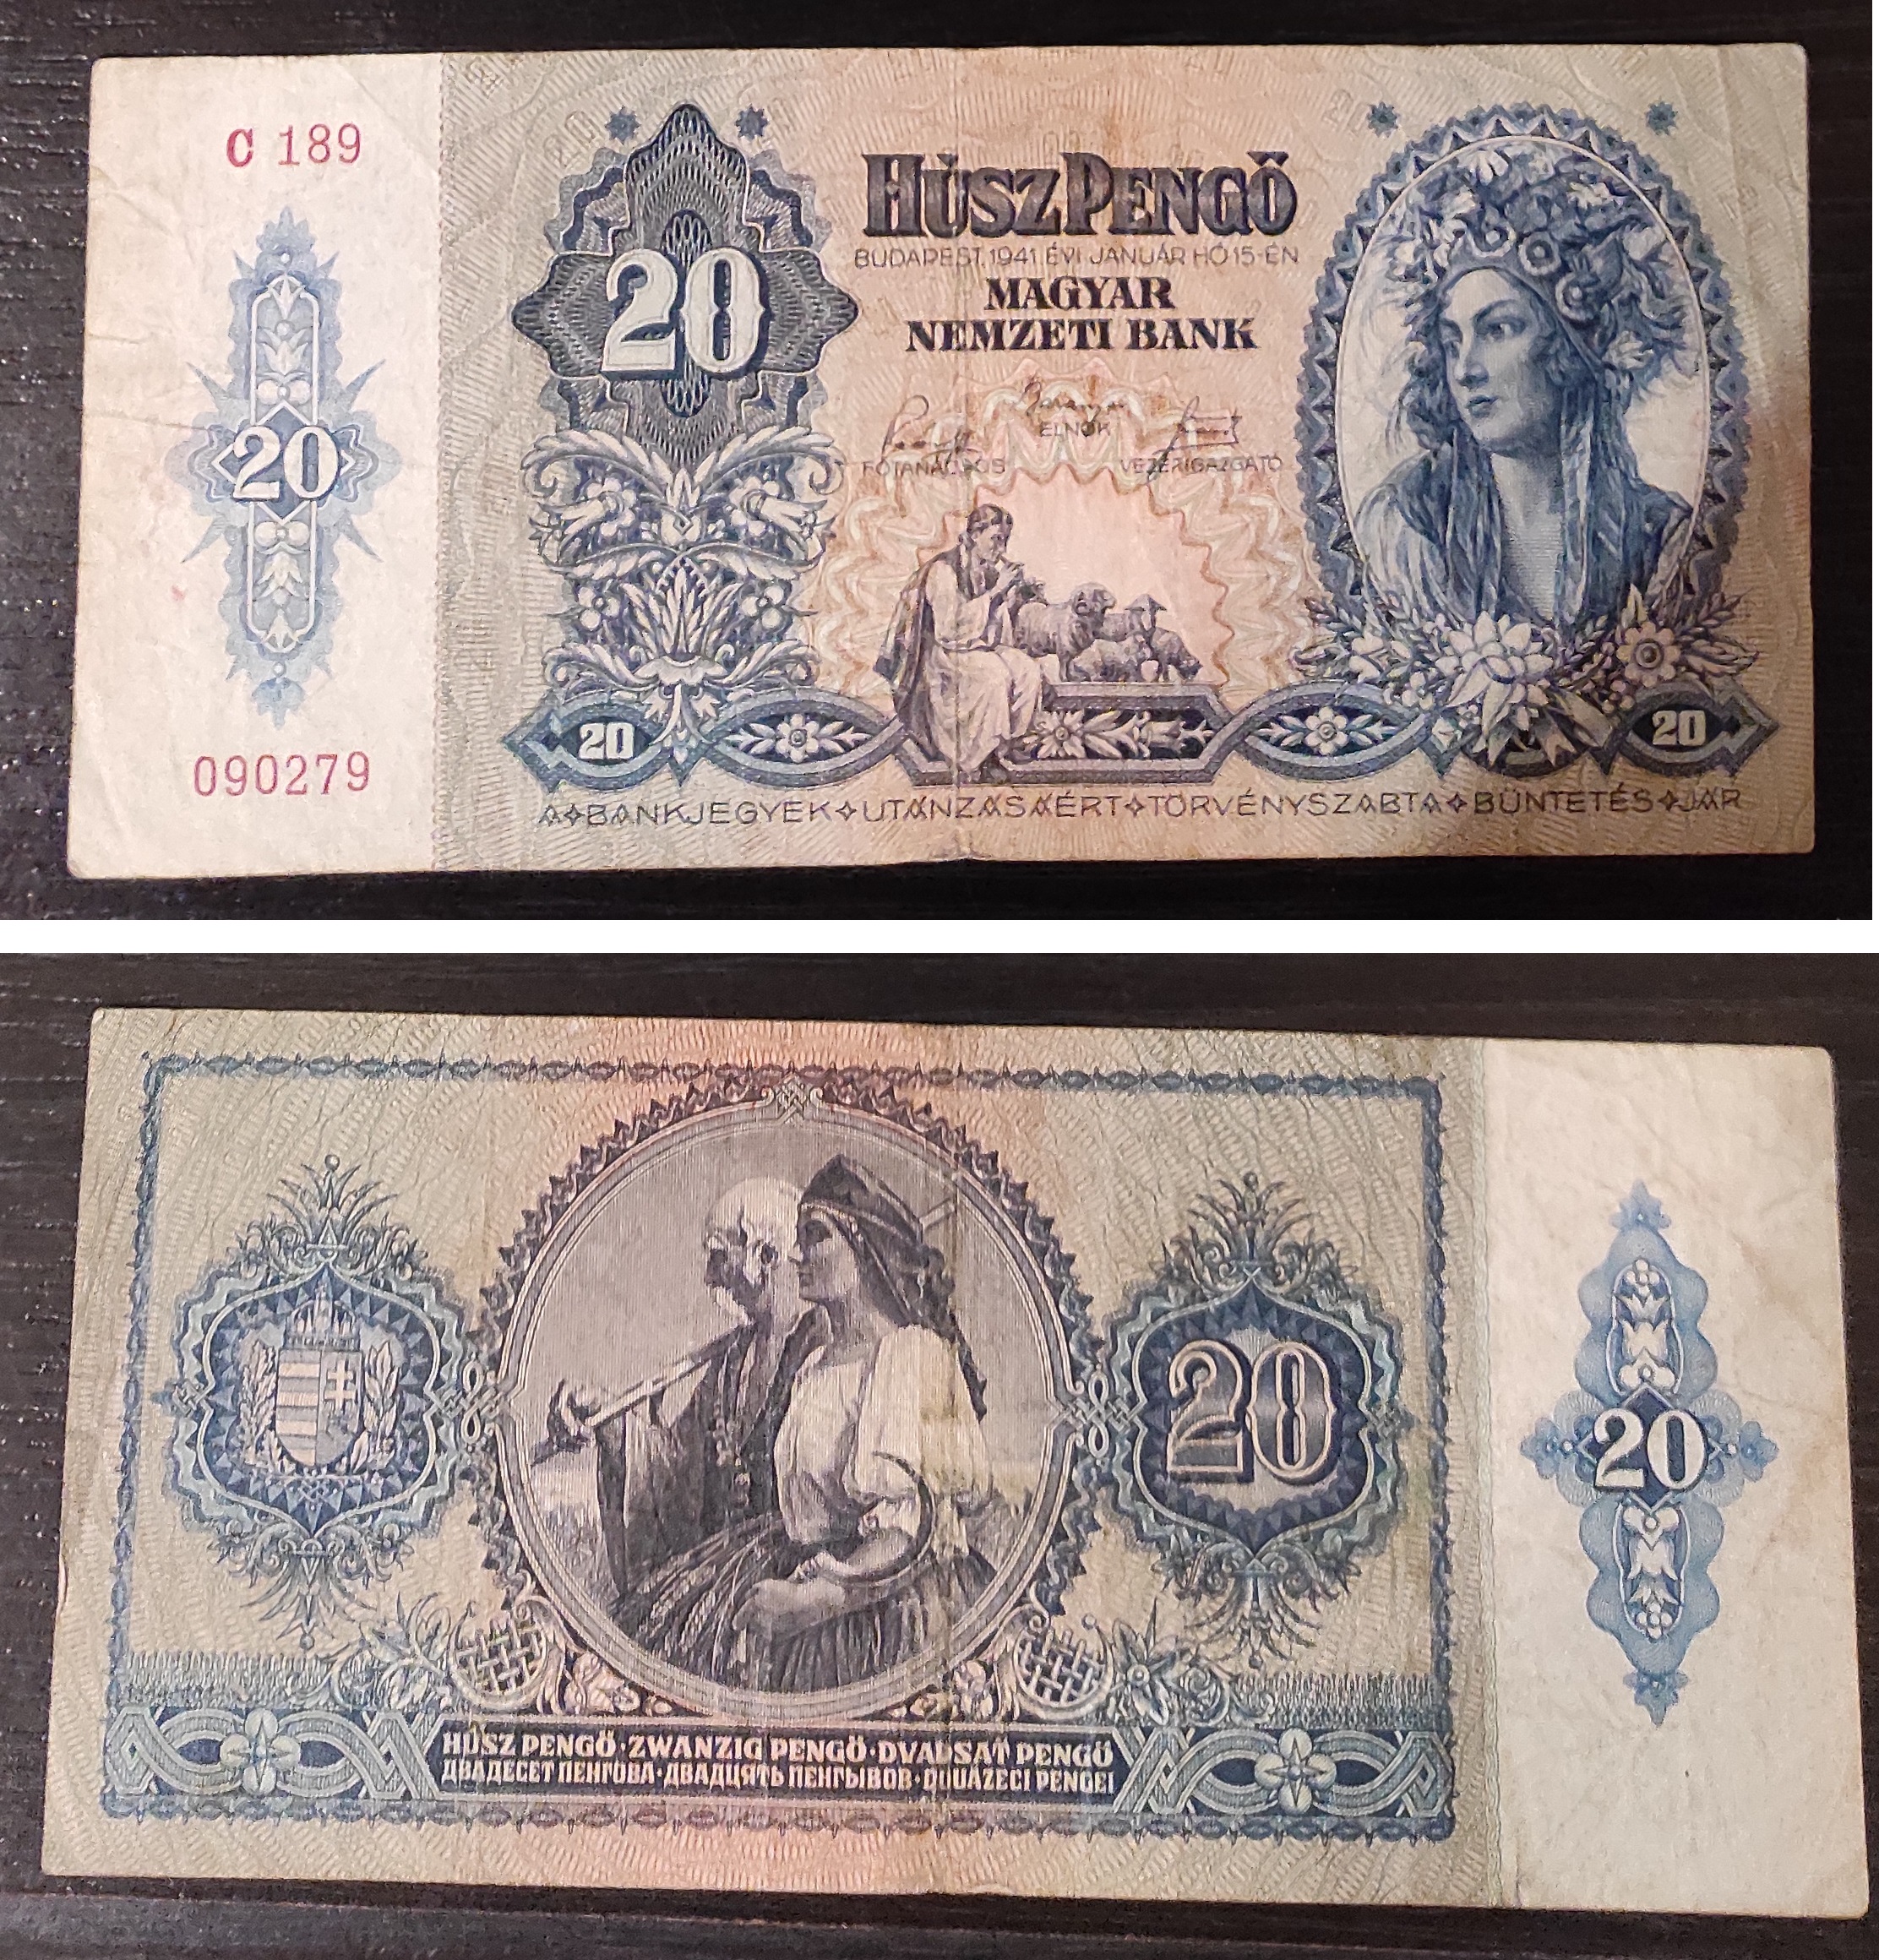 C 189
20
090279
20
HÚSZ PENGŐ
BUDAPEST, 1941. ÉVI JANUÁR HÓ 15-ÉN
MAGYAR
NEMZETI BANK
ELNÖK
FŐTANÁCSOS VEZÉRIGAZGATÓ
20
20
A BANKJEGYEK UTÁNZÁSÁÉRT TÖRVÉNYSZABTA BÜNTETÉS JÁR
20
20
HÚSZ PENGŐ·ZWANZIG PENGŐ·DVADSAŤ PENGŐ
ДВАДЕСЕТ ПЕНГОВА·ДВАДЦЯТЬ ПЕНГЫВОВ·DOUĂZECI PENGEI